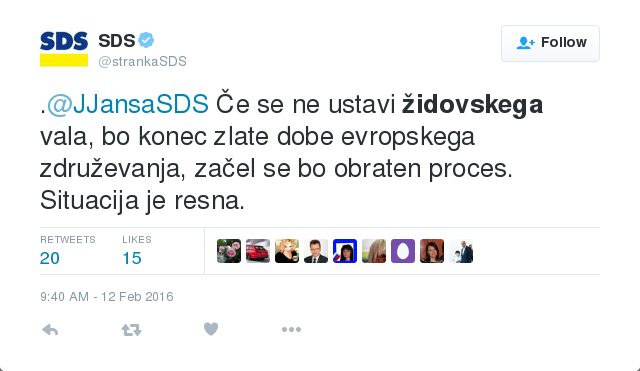 SDS
SDS
@strankaSDS
Follow
.@JJansaSDS Če se ne ustavi židovskega
vala, bo konec zlate dobe evropskega
združevanja, začel se bo obraten proces.
Situacija je resna.
RETWEETS
LIKES
20
15
9:40 AM - 12 Feb 2016